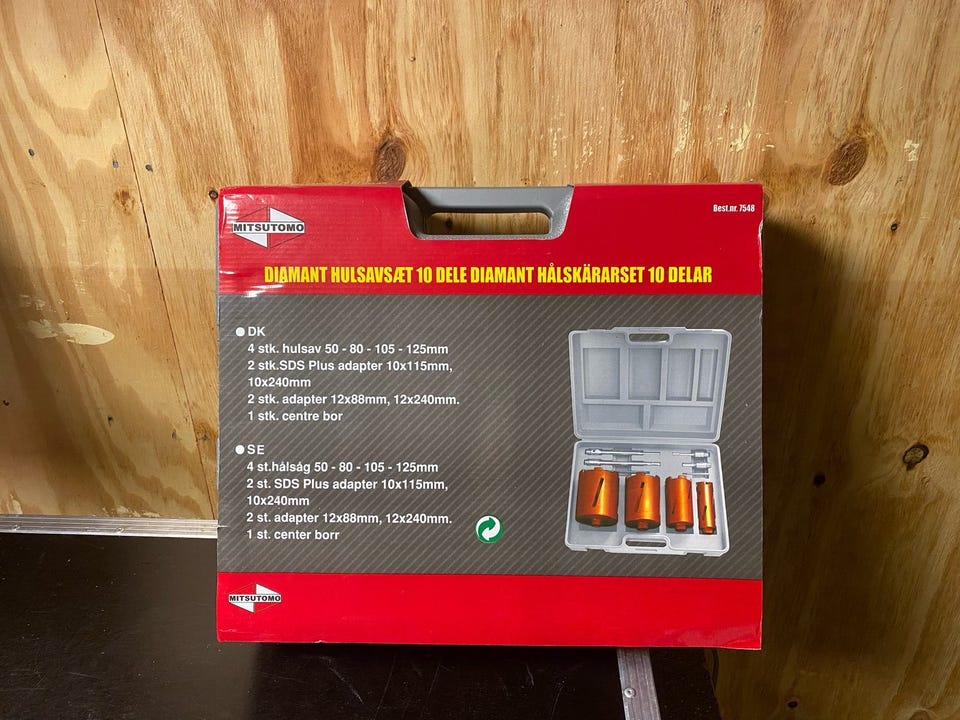 MITSUTOMO
Best.nr. 7548
DIAMANT HULSAVSÆT 10 DELE DIAMANT HÅLSKÄRARSET 10 DELAR
DK
4 stk. hulsav 50 - 80 - 105 - 125mm
2 stk.SDS Plus adapter 10x115mm,
10x240mm
2 stk. adapter 12x88mm, 12x240mm.
1 stk. centre bor
SE
4 st.hålsåg 50 - 80 - 105 - 125mm
2 st. SDS Plus adapter 10x115mm,
10x240mm
2 st. adapter 12x88mm, 12x240mm.
1 st. center borr
MITSUTOMO